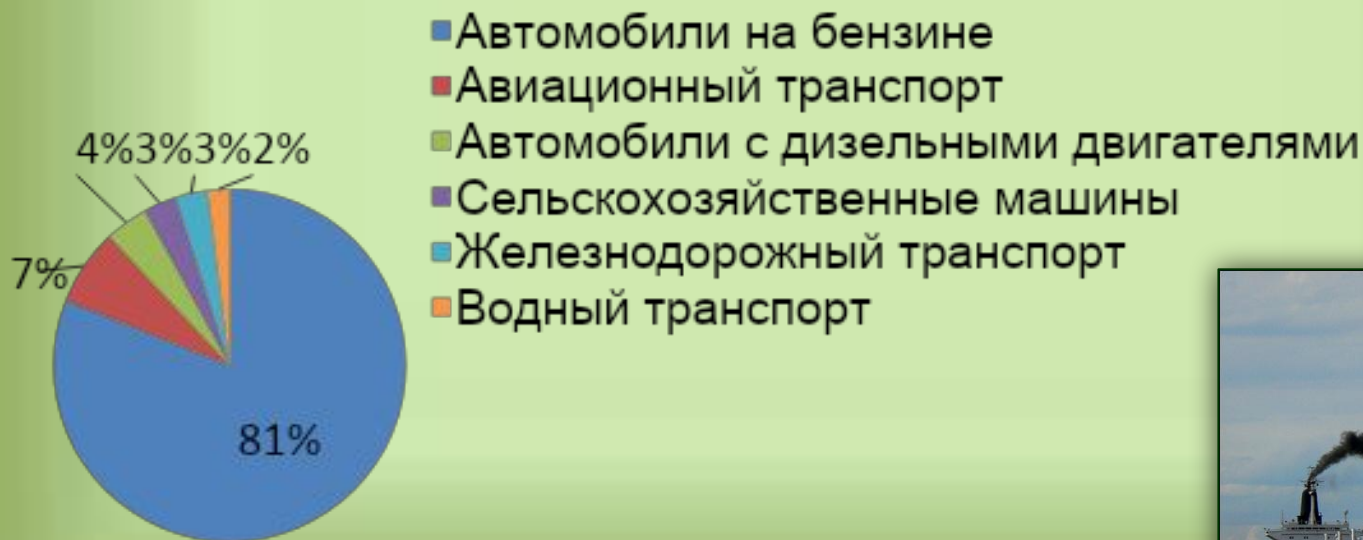 Автомобили на бензине
Авиационный транспорт
Автомобили с дизельными двигателями
Сельскохозяйственные машины
Железнодорожный транспорт
Водный транспорт
4%3%3%2%
7%
81%